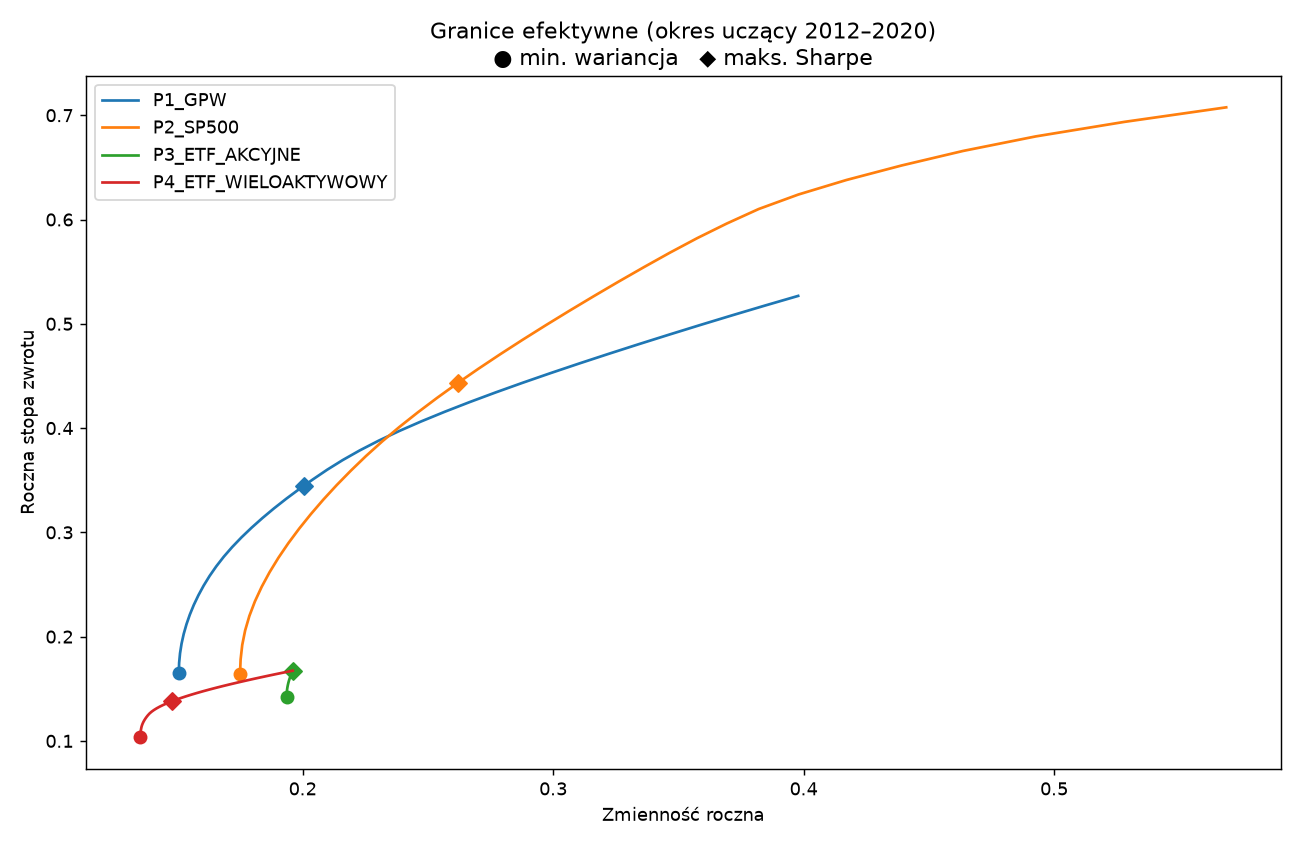 Granice efektywne (okres uczący 2012–2020)
● min. wariancja ◆ maks. Sharpe
P1_GPW
P2_SP500
P3_ETF_AKCYJNE
P4_ETF_WIELOAKTYWOWY
Roczna stopa zwrotu
0.7
0.6
0.5
0.4
0.3
0.2
0.1
0.2
0.3
0.4
0.5
Zmienność roczna